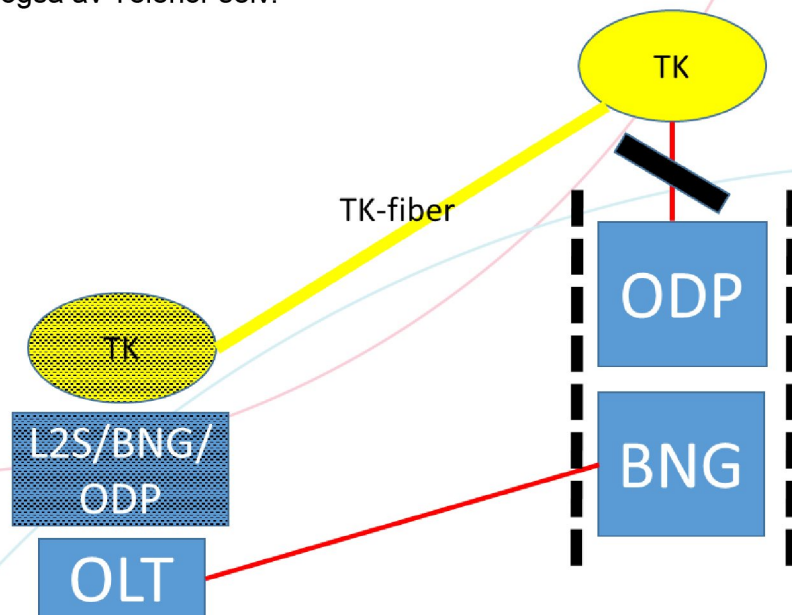 TK
TK-fiber
ODP
TK
L2S/BNG/
ODP
BNG
OLT